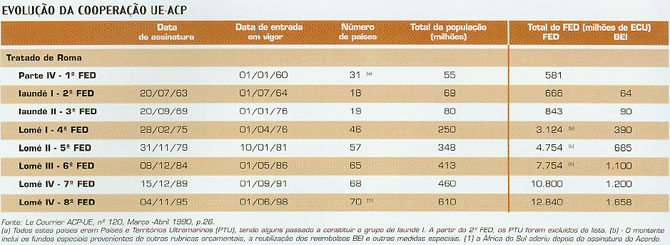 EVOLUÇÃO DA COOPERAÇÃO UE-ACP
Data de assinatura Data de entrada em vigor Número de países Total da população (milhões) Total do FED (milhões de ECU) FED BEI
Tratado de Roma
Parte IV - 1º FED 01/01/60 31 (a) 55 581
Iaundé I - 2º FED 20/07/63 01/07/64 18 69 666 64
Iaundé II - 3º FED 20/09/69 01/01/76 19 80 843 90
Lomé I - 4º FED 28/02/75 01/04/76 46 250 3.124 (b) 390
Lomé II - 5º FED 31/11/79 10/01/81 57 348 4.754 (b) 685
Lomé III - 6º FED 08/12/84 01/05/86 65 413 7.754 (b) 1.100
Lomé IV - 7º FED 15/12/89 01/09/91 68 460 10.800 1.200
Lomé IV - 8º FED 04/11/95 01/06/98 70 (1) 610 12.840 1.658
Fonte: Le Courrier ACP-UE, nº 120, Março -Abril 1990, p.26.
(a) Todos estes países eram Países e Territórios Ultramarinhos (PTU), tendo alguns passado a constituir o grupo de Iaundé I. A partir do 2º FED, os PTU foram excluídos da lista. (b) - O montante
inclui os fundos especiais provenientes de outros rubricas orçamentais, a reutilização dos reembolsos BEI e outras medidas especiais. (1) a África do Sul aderiu depois da assinatura do Acordo.